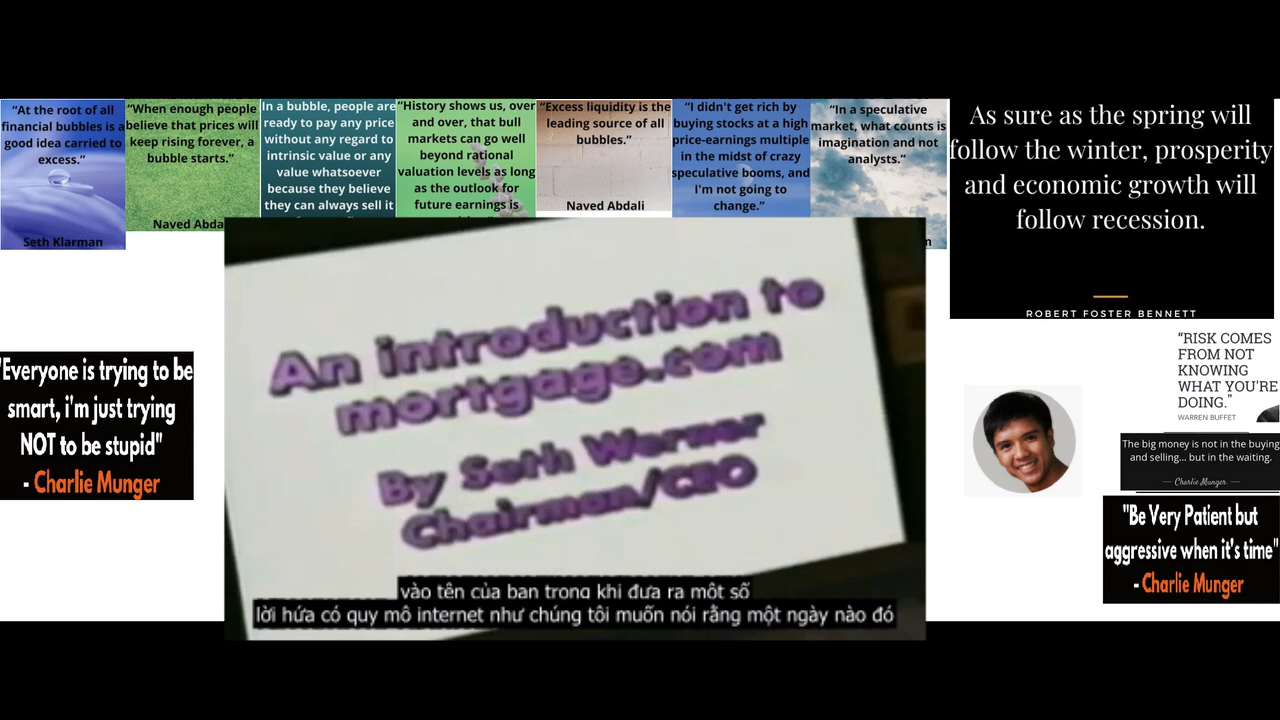 “At the root of all
financial bubbles is a
good idea carried to
excess.”
Seth Klarman
“When enough people
believe that prices will
keep rising forever, a
bubble starts.”
Naved Abda
In a bubble, people are
ready to pay any price
without any regard to
intrinsic value or any
value whatsoever
because they believe
they can always sell it
“History shows us, over
and over, that bull
markets can go well
beyond rational
valuation levels as long
as the outlook for
future earnings is
“Excess liquidity is the
leading source of all
bubbles.”
Naved Abdali
“I didn't get rich by
buying stocks at a high
price-earnings multiple
in the midst of crazy
speculative booms, and
I'm not going to
change.”
“In a speculative
market, what counts is
imagination and not
analysts.”
As sure as the spring will
follow the winter, prosperity
and economic growth will
follow recession.
ROBERT FOSTER BENNETT
"Everyone is trying to be
smart, i'm just trying
NOT to be stupid"
- Charlie Munger
An introduction to
mortgage.com
By Seth Werner
Chairman/CEO
vào tên của bạn trong khi đưa ra một số
lời hứa có quy mô internet như chúng tôi muốn nói rằng một ngày nào đó
“RISK COMES
FROM NOT
KNOWING
WHAT YOU'RE
DOING.”
WARREN BUFFET
The big money is not in the buying
and selling... but in the waiting.
— Charlie Munger —
"Be Very Patient but
aggressive when it's time"
- Charlie Munger